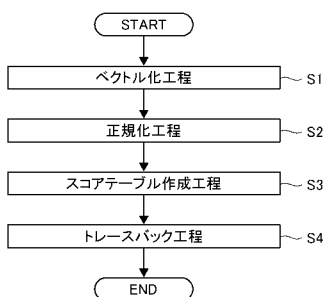 START
ベクトル化工程 S1
正規化工程 S2
スコアテーブル作成工程 S3
トレースバック工程 S4
END